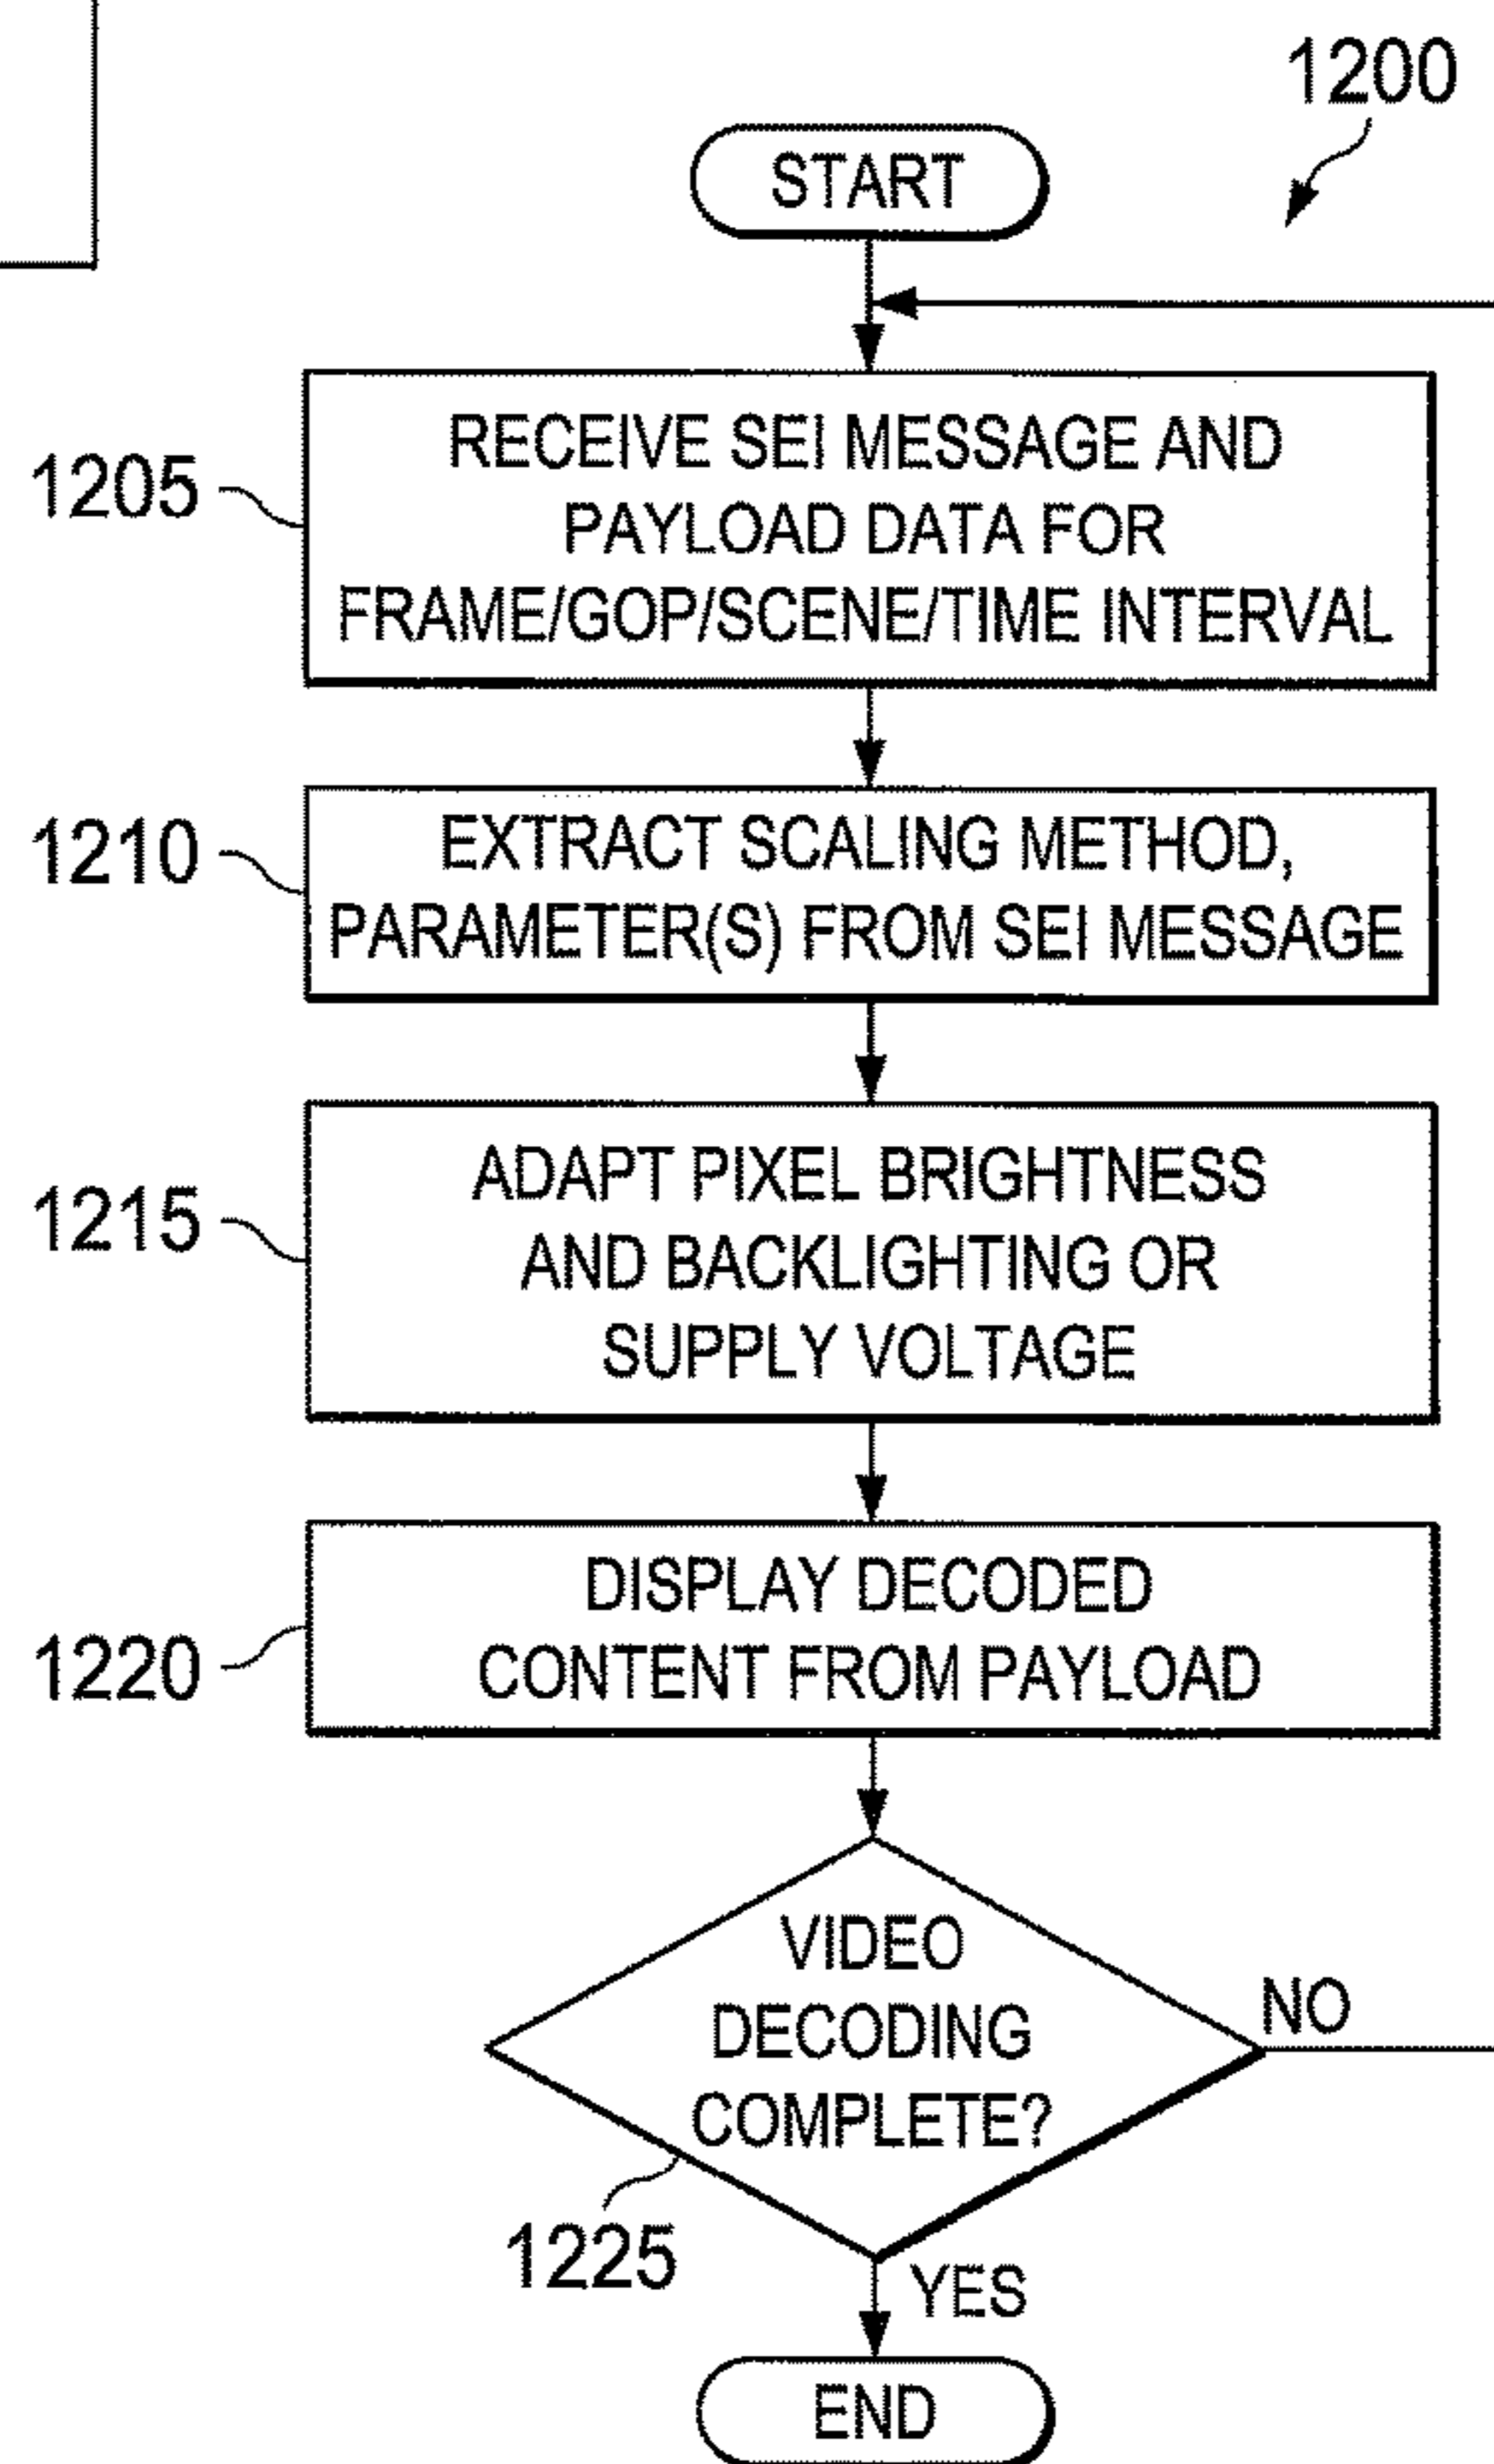 1200
START
1205
RECEIVE SEI MESSAGE AND
PAYLOAD DATA FOR
FRAME/GOP/SCENE/TIME INTERVAL
1210
EXTRACT SCALING METHOD,
PARAMETER(S) FROM SEI MESSAGE
1215
ADAPT PIXEL BRIGHTNESS
AND BACKLIGHTING OR
SUPPLY VOLTAGE
1220
DISPLAY DECODED
CONTENT FROM PAYLOAD
VIDEO
DECODING
COMPLETE?
NO
1225
YES
END